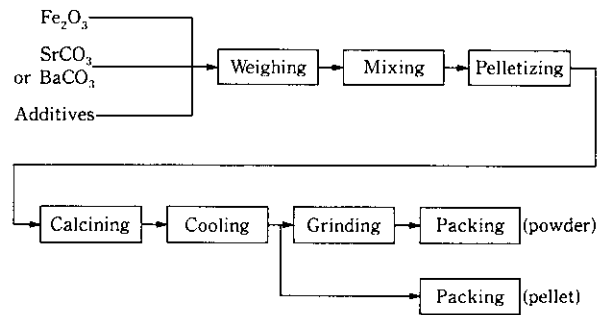 Fe₂O₃
SrCO₃
or BaCO₃
Additives
Weighing
Mixing
Pelletizing
Calcining
Cooling
Grinding
Packing (powder)
Packing (pellet)